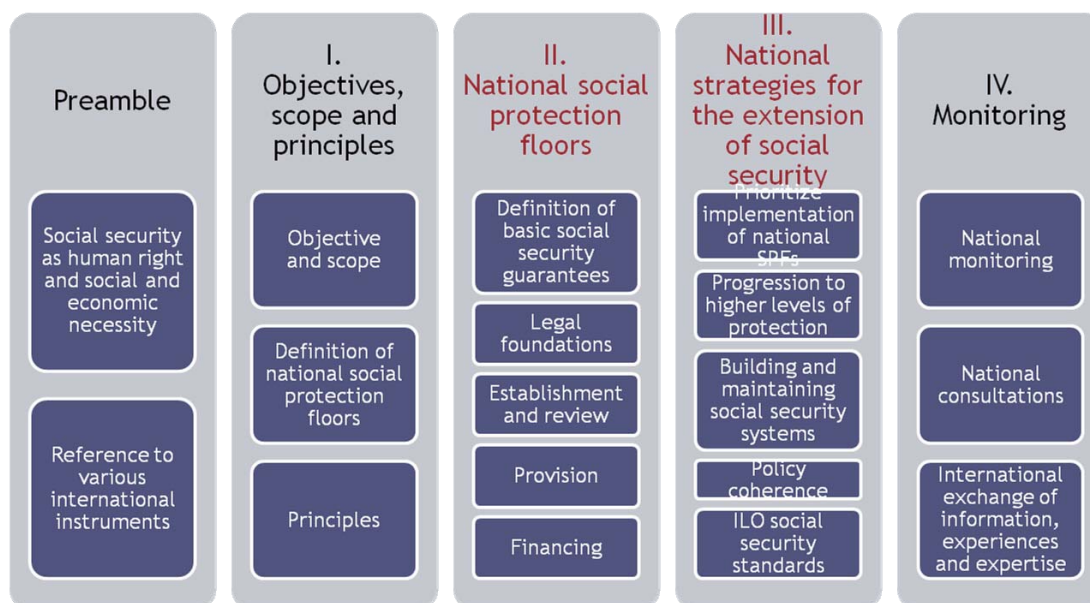 Preamble
Social security
as human right
and social and
economic
necessity
Reference to
various
international
instruments
I.
Objectives,
scope and
principles
Objective
and scope
Definition of
national social
protection
floors
Principles
II.
National social
protection
floors
Definition of
basic social
security
guarantees
Legal
foundations
Establishment
and review
Provision
Financing
III.
National
strategies for
the extension
of social
security
Prioritize
implementation
of national
SPFs
Progression to
higher levels of
protection
Building and
maintaining
social security
systems
Policy
coherence
ILO social
security
standards
IV.
Monitoring
National
monitoring
National
consultations
International
exchange of
information,
experiences
and expertise